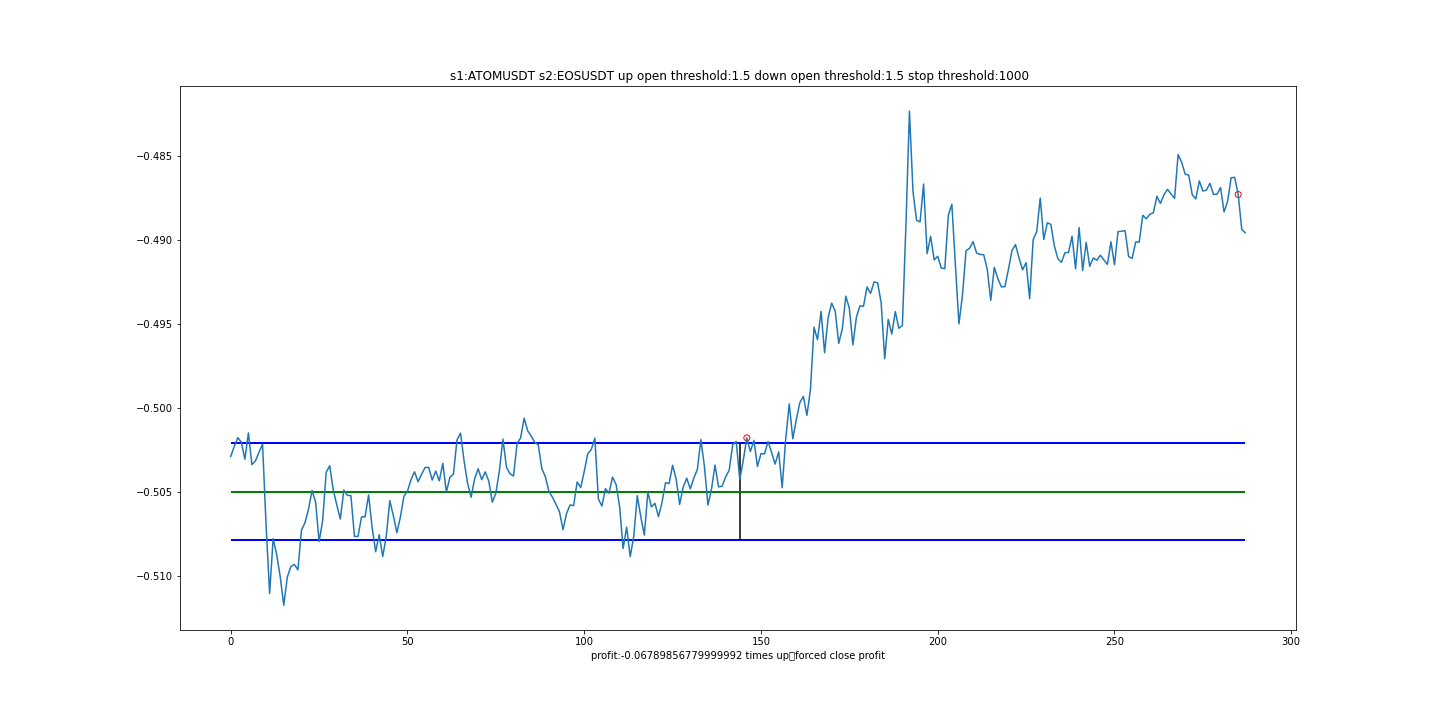 s1:ATOMUSDT s2:EOSUSDT up open threshold:1.5 down open threshold:1.5 stop threshold:1000
−0.485
−0.490
−0.495
−0.500
−0.505
−0.510
0 50 100 150 200 250 300
profit:-0.06789856779999992 times up▯forced close profit